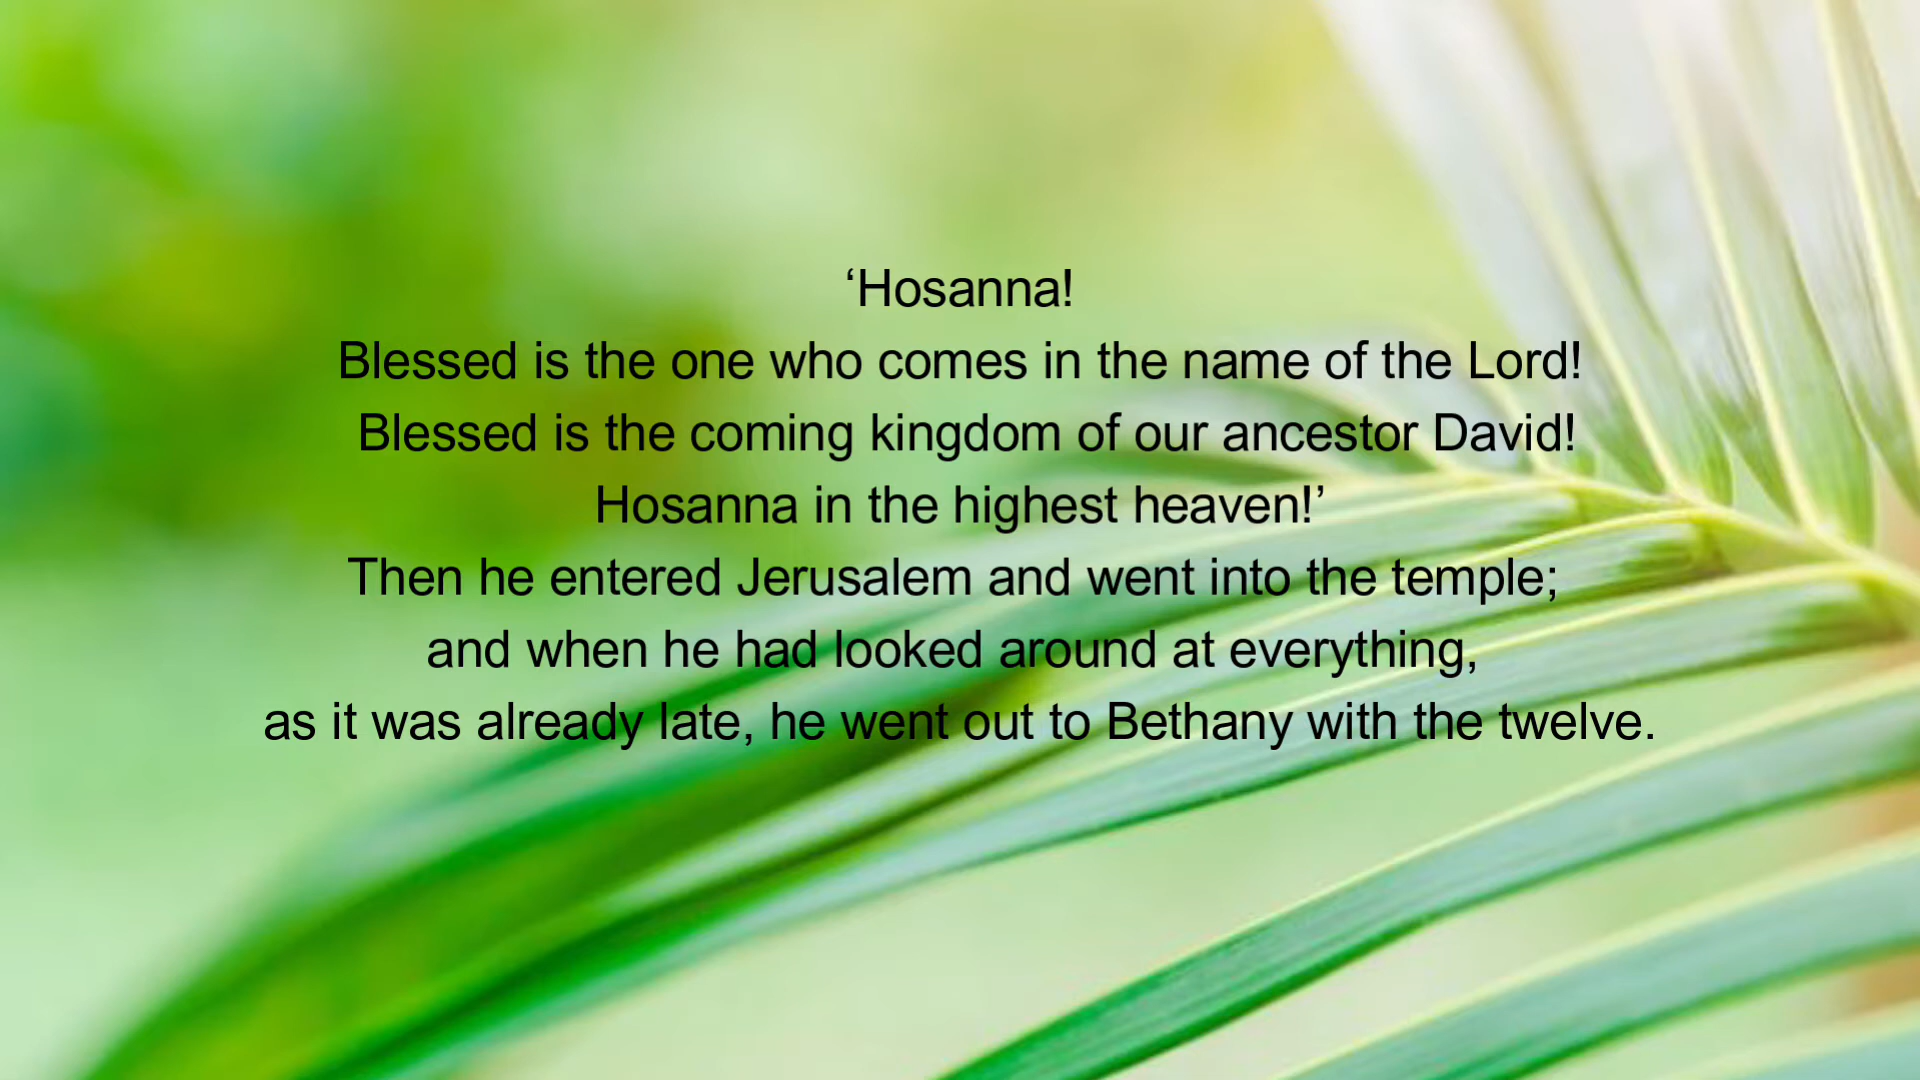 ‘Hosanna!
Blessed is the one who comes in the name of the Lord!
Blessed is the coming kingdom of our ancestor David!
Hosanna in the highest heaven!’
Then he entered Jerusalem and went into the temple;
and when he had looked around at everything,
as it was already late, he went out to Bethany with the twelve.